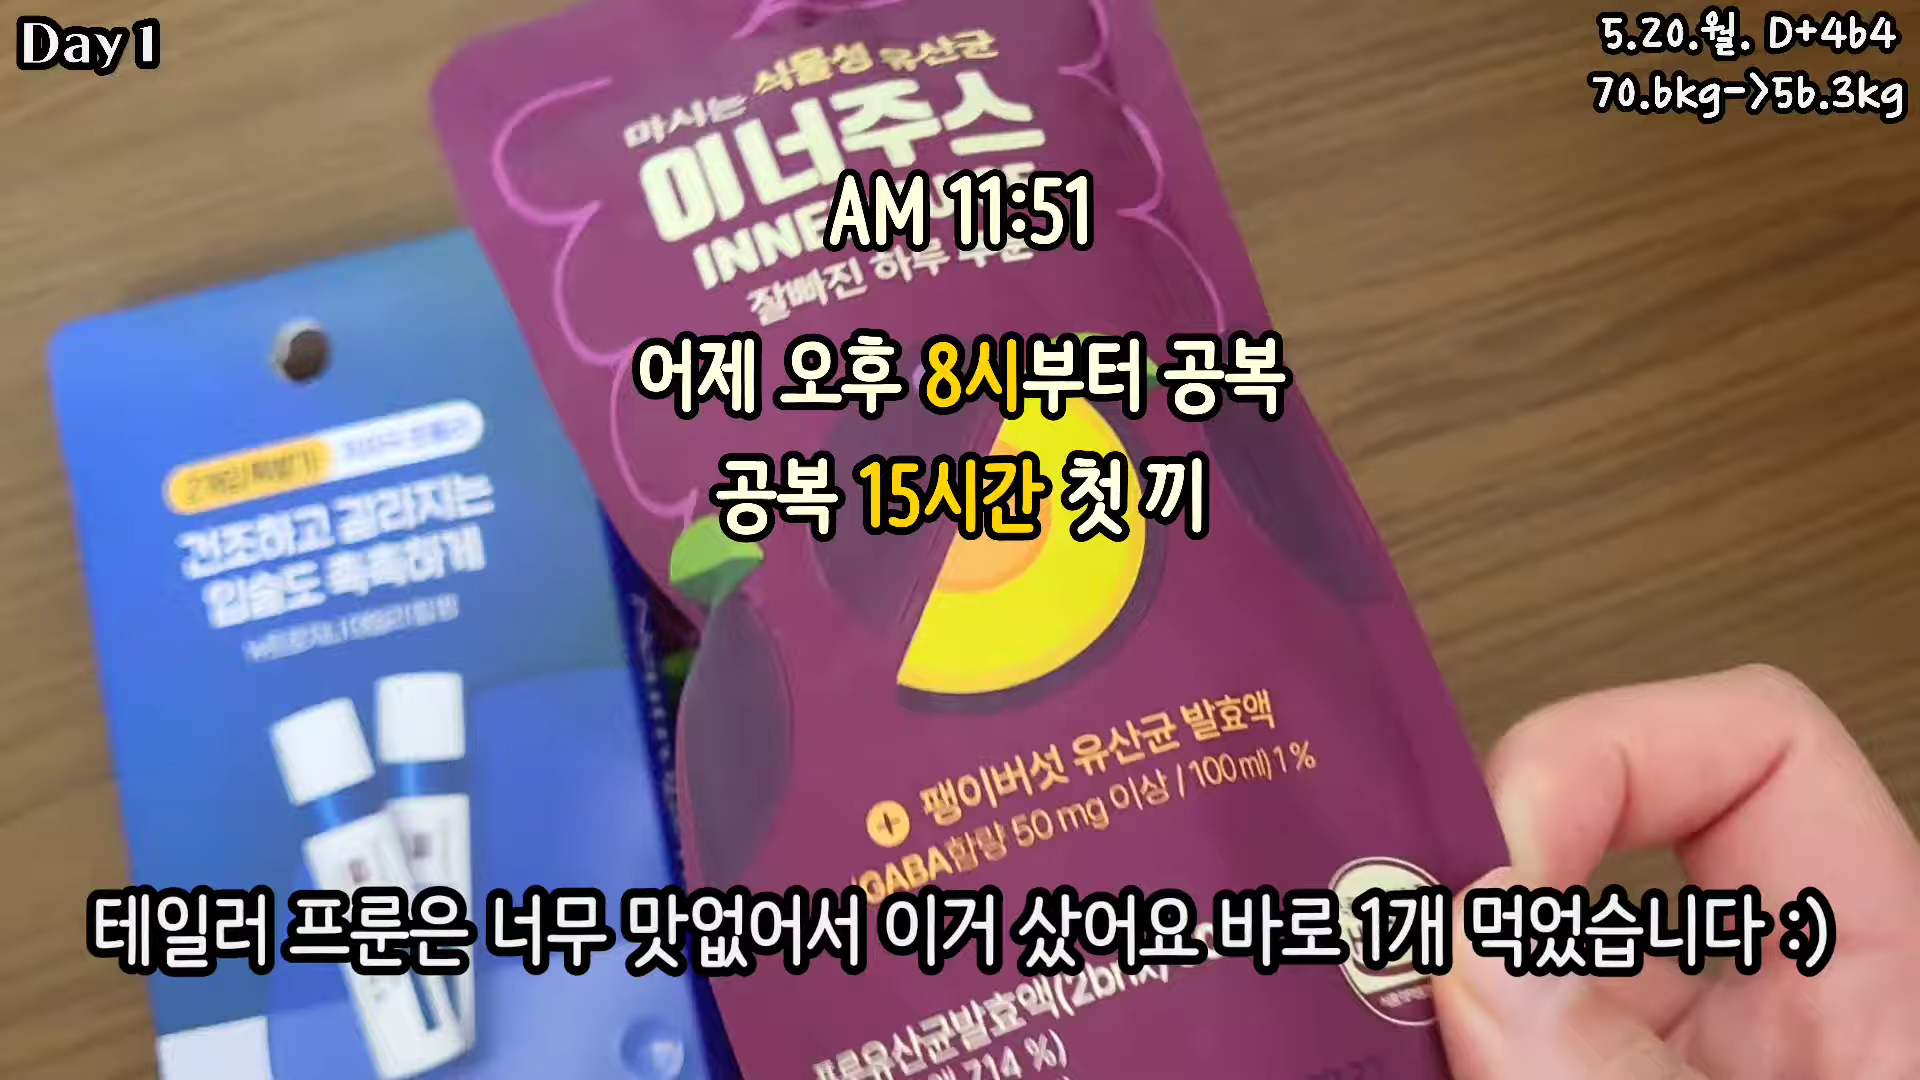 Day 1
5.20.월. D+464
70.6kg->56.3kg
마시는 식물성 유산균
이너주스
AM 11:51
잘빠진 하루
어제 오후 8시부터 공복
공복 15시간 첫 끼
건조하고 갈라지는
입술도 촉촉하게
팽이버섯 유산균 발효액
GABA함량 50 mg 이상 / 100 ml) 1 %
테일러 프룬은 너무 맛없어서 이거 샀어요 바로 1개 먹었습니다 :)
714 %)